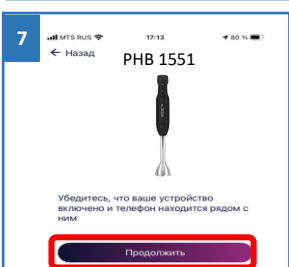 7
MTS RUS 17:13 80 %
← Назад
PHB 1551
Убедитесь, что ваше устройство
включено и телефон находится рядом с
ним
Продолжить